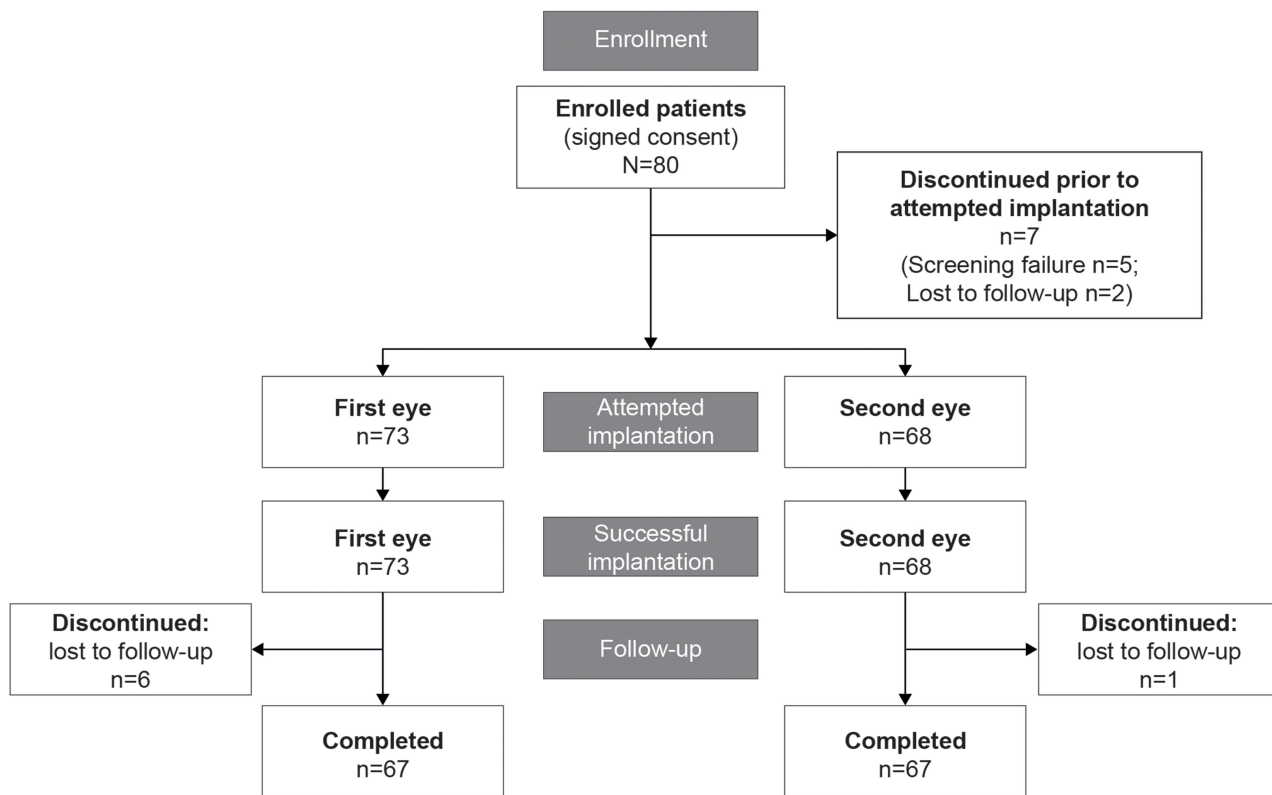 Enrollment
Enrolled patients
(signed consent)
N=80
Discontinued prior to
attempted implantation
n=7
(Screening failure n=5;
Lost to follow-up n=2)
First eye
n=73
Attempted
implantation
Second eye
n=68
First eye
n=73
Successful
implantation
Second eye
n=68
Discontinued:
lost to follow-up
n=6
Follow-up
Discontinued:
lost to follow-up
n=1
Completed
n=67
Completed
n=67